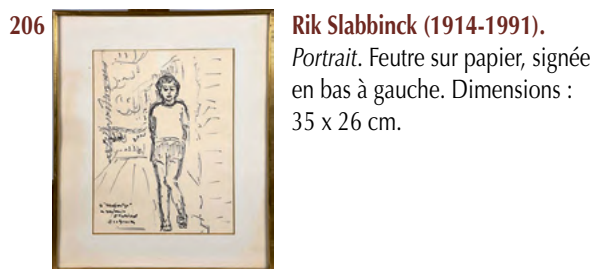 206
Rik Slabbinck (1914-1991).
Portrait. Feutre sur papier, signée
en bas à gauche. Dimensions :
35 x 26 cm.